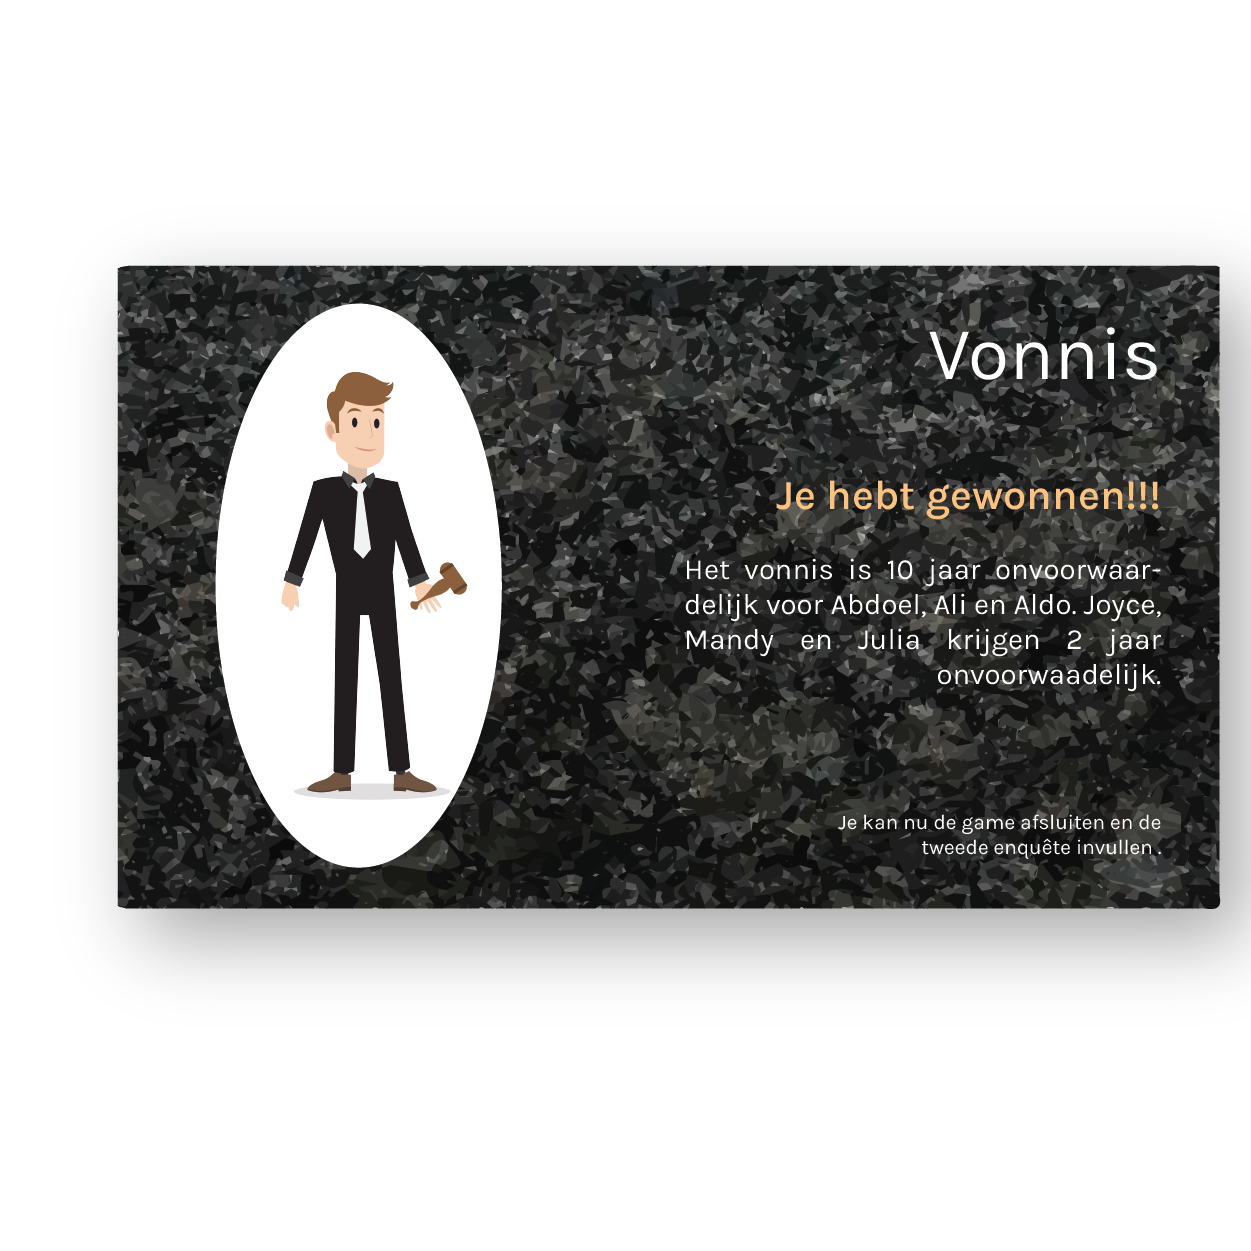 Vonnis
Je hebt gewonnen!!!
Het vonnis is 10 jaar onvoorwaar-
delijk voor Abdoel, Ali en Aldo. Joyce,
Mandy en Julia krijgen 2 jaar
onvoorwaadelijk.
Je kan nu de game afsluiten en de
tweede enquête invullen .